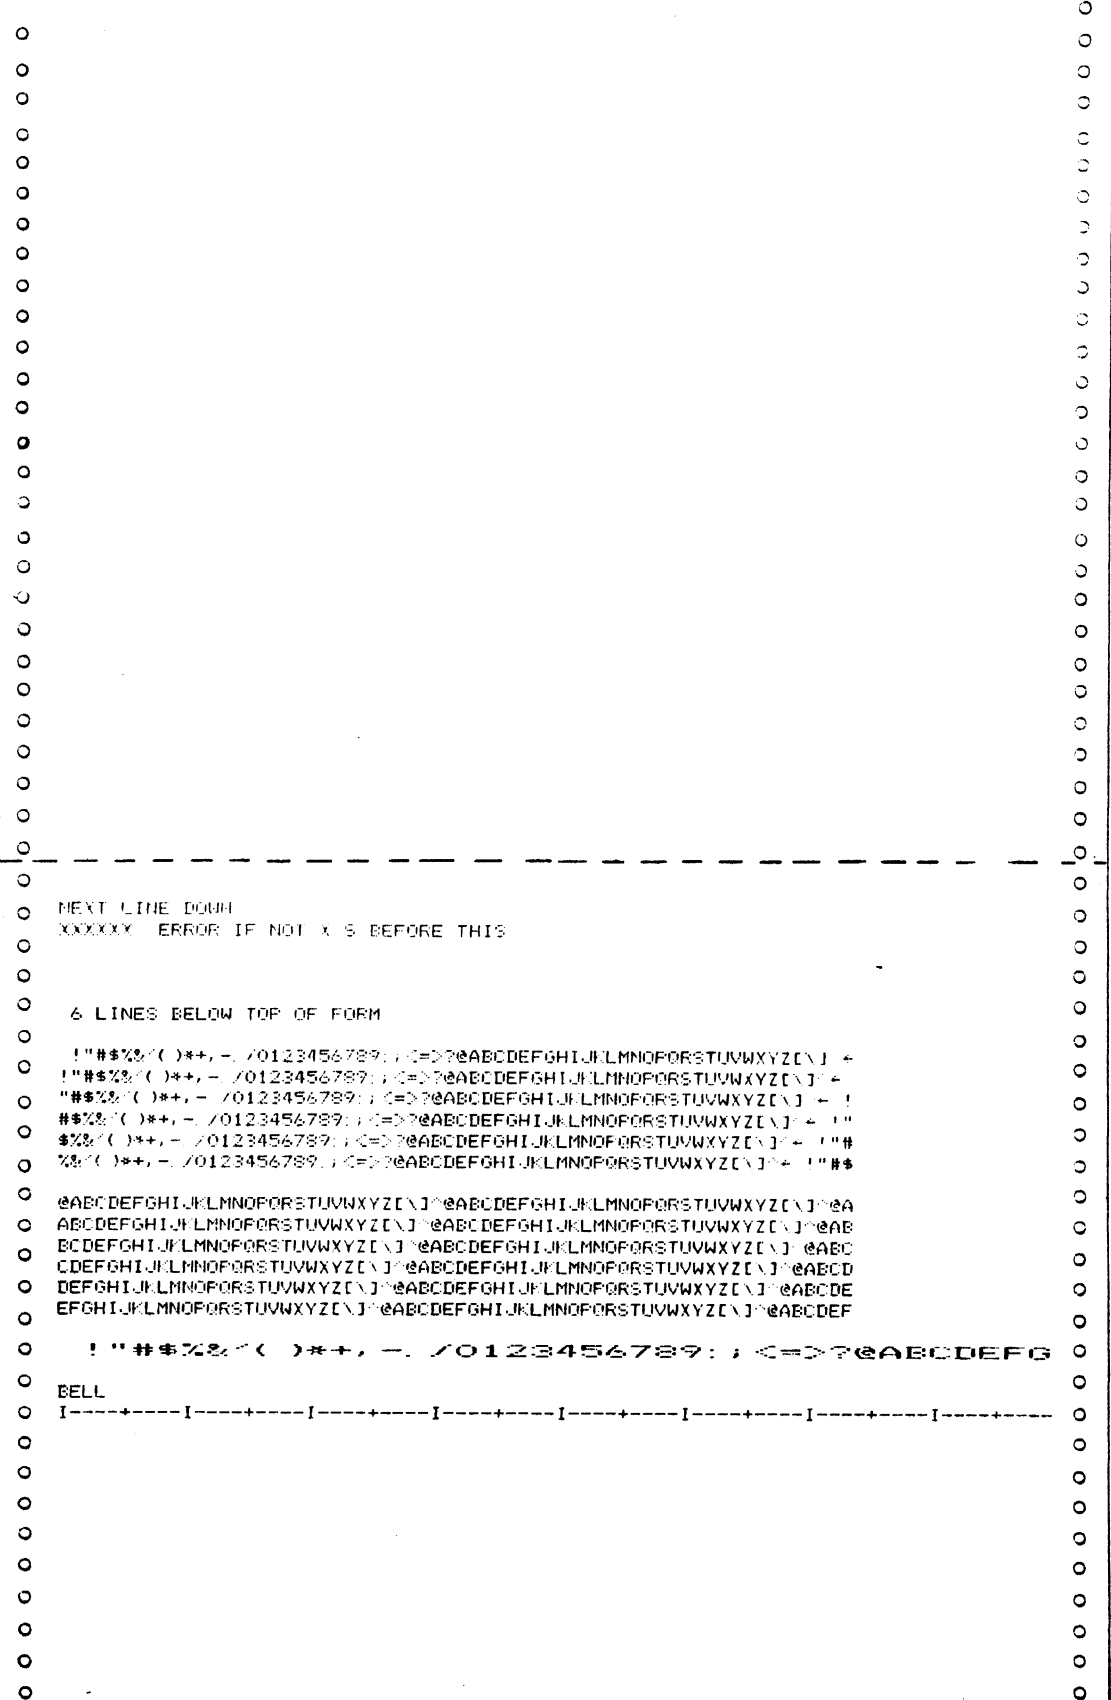 NEXT LINE DOWN
XXXXXX  ERROR IF NOT X S BEFORE THIS
6 LINES BELOW TOP OF FORM
 !"#$%&'( )*+,-./0123456789:;<=>?@ABCDEFGHIJKLMNOPQRSTUVWXYZ[\]^←
!"#$%&'( )*+,-./0123456789:;<=>?@ABCDEFGHIJKLMNOPQRSTUVWXYZ[\]^←
"#$%&'( )*+,-./0123456789:;<=>?@ABCDEFGHIJKLMNOPQRSTUVWXYZ[\]^← !
#$%&'( )*+,-./0123456789:;<=>?@ABCDEFGHIJKLMNOPQRSTUVWXYZ[\]^← !"
$%&'( )*+,-./0123456789:;<=>?@ABCDEFGHIJKLMNOPQRSTUVWXYZ[\]^← !"#
%&'( )*+,-./0123456789:;<=>?@ABCDEFGHIJKLMNOPQRSTUVWXYZ[\]^← !"#$
@ABCDEFGHIJKLMNOPQRSTUVWXYZ[\]^@ABCDEFGHIJKLMNOPQRSTUVWXYZ[\]^@A
ABCDEFGHIJKLMNOPQRSTUVWXYZ[\]^@ABCDEFGHIJKLMNOPQRSTUVWXYZ[\]^@AB
BCDEFGHIJKLMNOPQRSTUVWXYZ[\]^@ABCDEFGHIJKLMNOPQRSTUVWXYZ[\]^@ABC
CDEFGHIJKLMNOPQRSTUVWXYZ[\]^@ABCDEFGHIJKLMNOPQRSTUVWXYZ[\]^@ABCD
DEFGHIJKLMNOPQRSTUVWXYZ[\]^@ABCDEFGHIJKLMNOPQRSTUVWXYZ[\]^@ABCDE
EFGHIJKLMNOPQRSTUVWXYZ[\]^@ABCDEFGHIJKLMNOPQRSTUVWXYZ[\]^@ABCDEF
 !"#$%&'( )*+,-./0123456789:;<=>?@ABCDEFG
BELL
I----+----I----+----I----+----I----+----I----+----I----+----I----+----I----+----